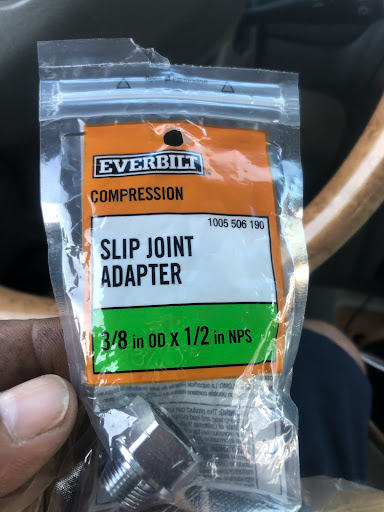 EVERBILT
COMPRESSION
1005 506 190
SLIP JOINT
ADAPTER
3/8 in OD X 1/2 in NPS